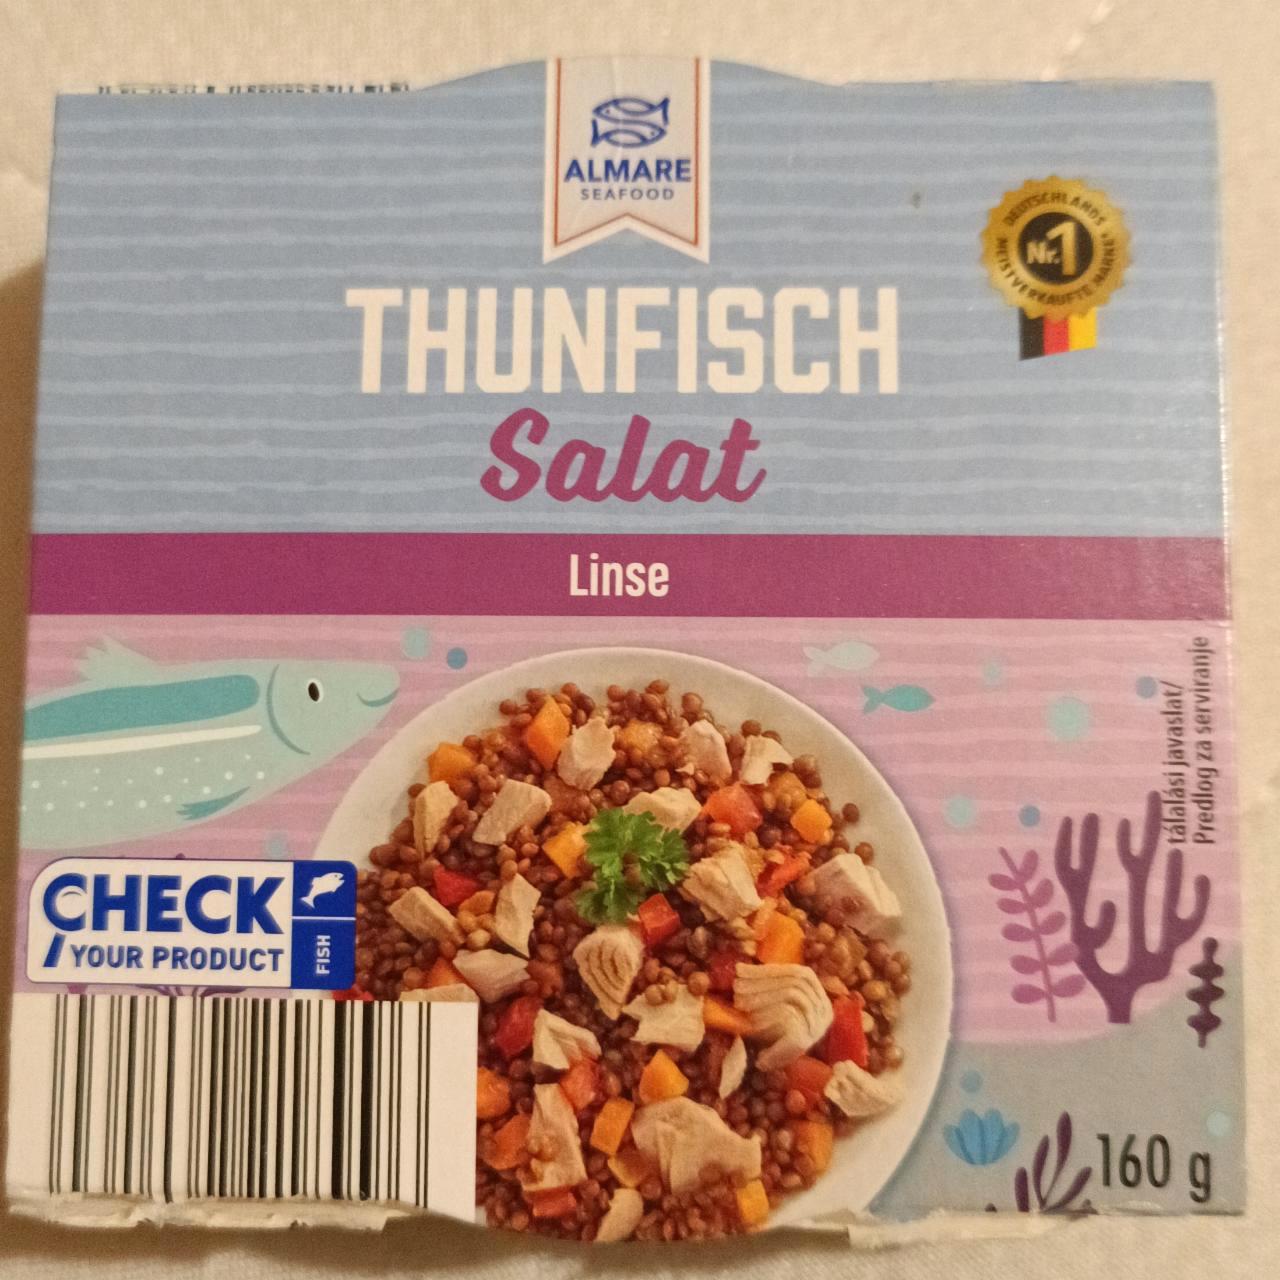 ALMARE
SEAFOOD
DEUTSCHLANDS
Nr. 1
MEISTVERKAUFTE MARKE*
THUNFISCH
Salat
Linse
tálalási javaslat/
Predlog za serviranje
CHECK
YOUR PRODUCT
FISH
160 g